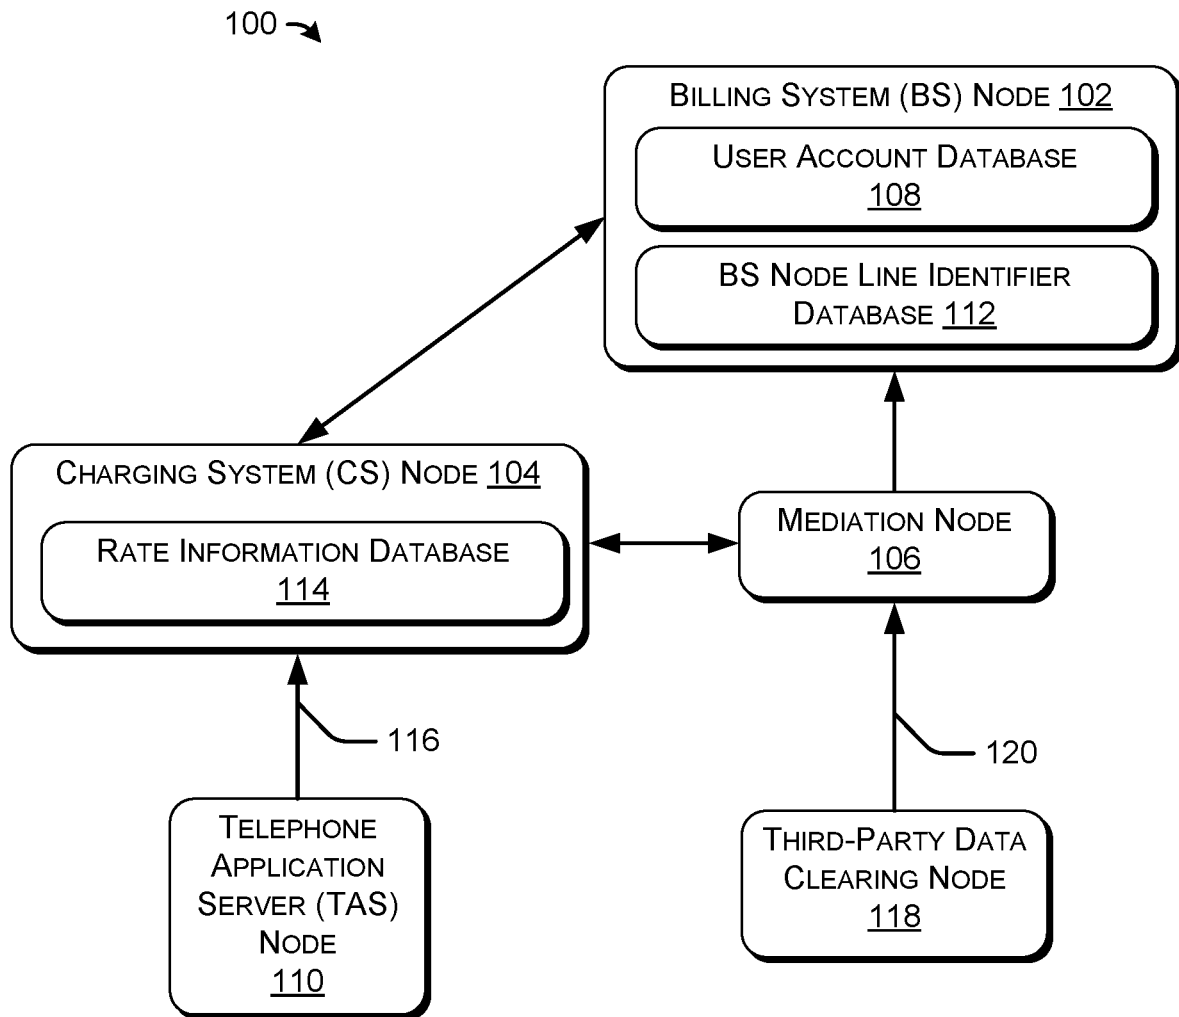 100
BILLING SYSTEM (BS) NODE 102
USER ACCOUNT DATABASE
108
BS NODE LINE IDENTIFIER
DATABASE 112
CHARGING SYSTEM (CS) NODE 104
RATE INFORMATION DATABASE
114
MEDIATION NODE
106
116
120
TELEPHONE
APPLICATION
SERVER (TAS)
NODE
110
THIRD-PARTY DATA
CLEARING NODE
118